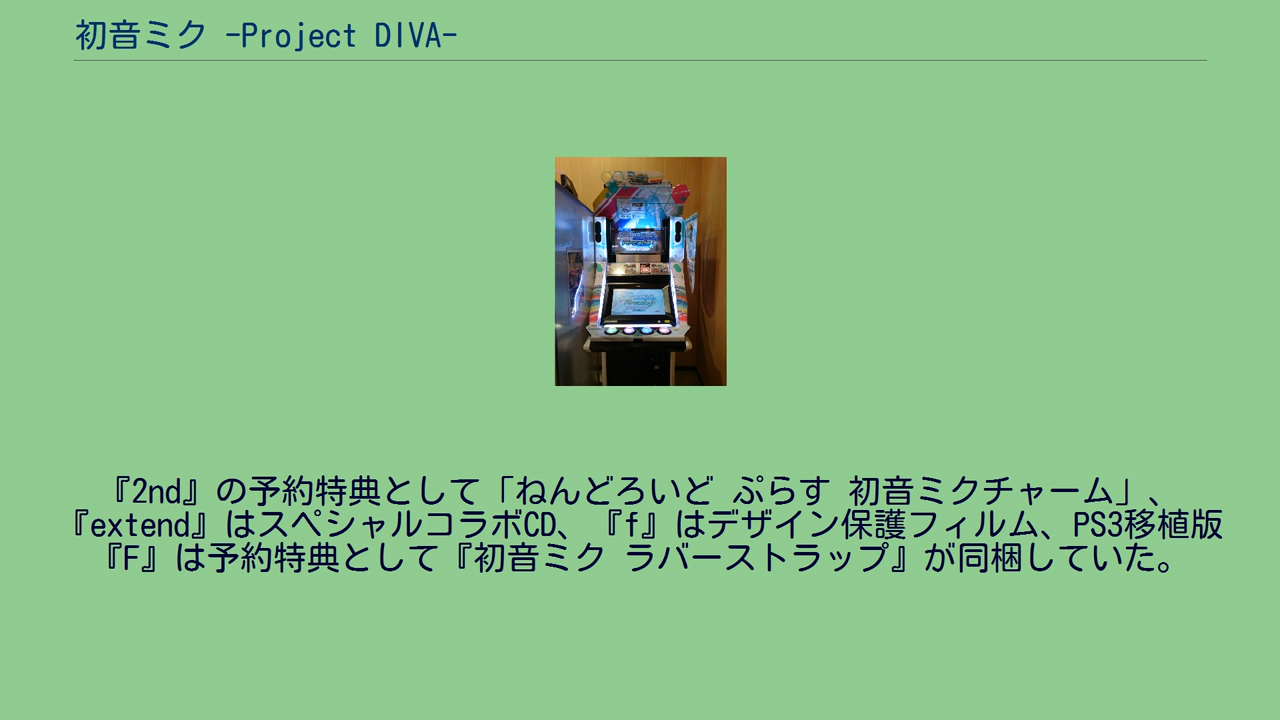 初音ミク -Project DIVA-
『2nd』の予約特典として「ねんどろいど ぷらす 初音ミクチャーム」、
『extend』はスペシャルコラボCD、『f』はデザイン保護フィルム、PS3移植版
『F』は予約特典として『初音ミク ラバーストラップ』が同梱していた。